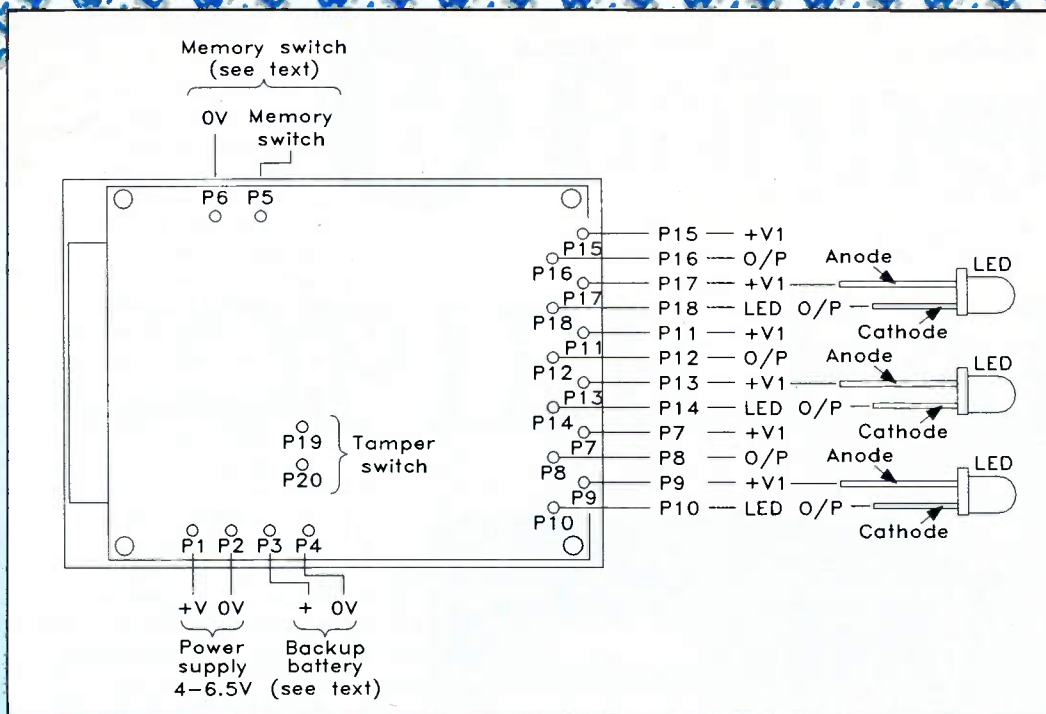 Memory switch
(see text)
0V Memory
switch
P6 P5
P15 P15 — +V1
P16 P16 — O/P Anode LED
P17 P17 — +V1
P18 P18 — LED O/P Cathode
P11 P11 — +V1
P12 P12 — O/P Anode LED
P13 P13 — +V1
P14 P14 — LED O/P Cathode
P7 P7 — +V1
P8 P8 — O/P Anode LED
P9 P9 — +V1
P10 P10 — LED O/P Cathode
P19 Tamper
P20 switch
P1 P2 P3 P4
+V 0V + 0V
Power Backup
supply battery
4–6.5V (see text)